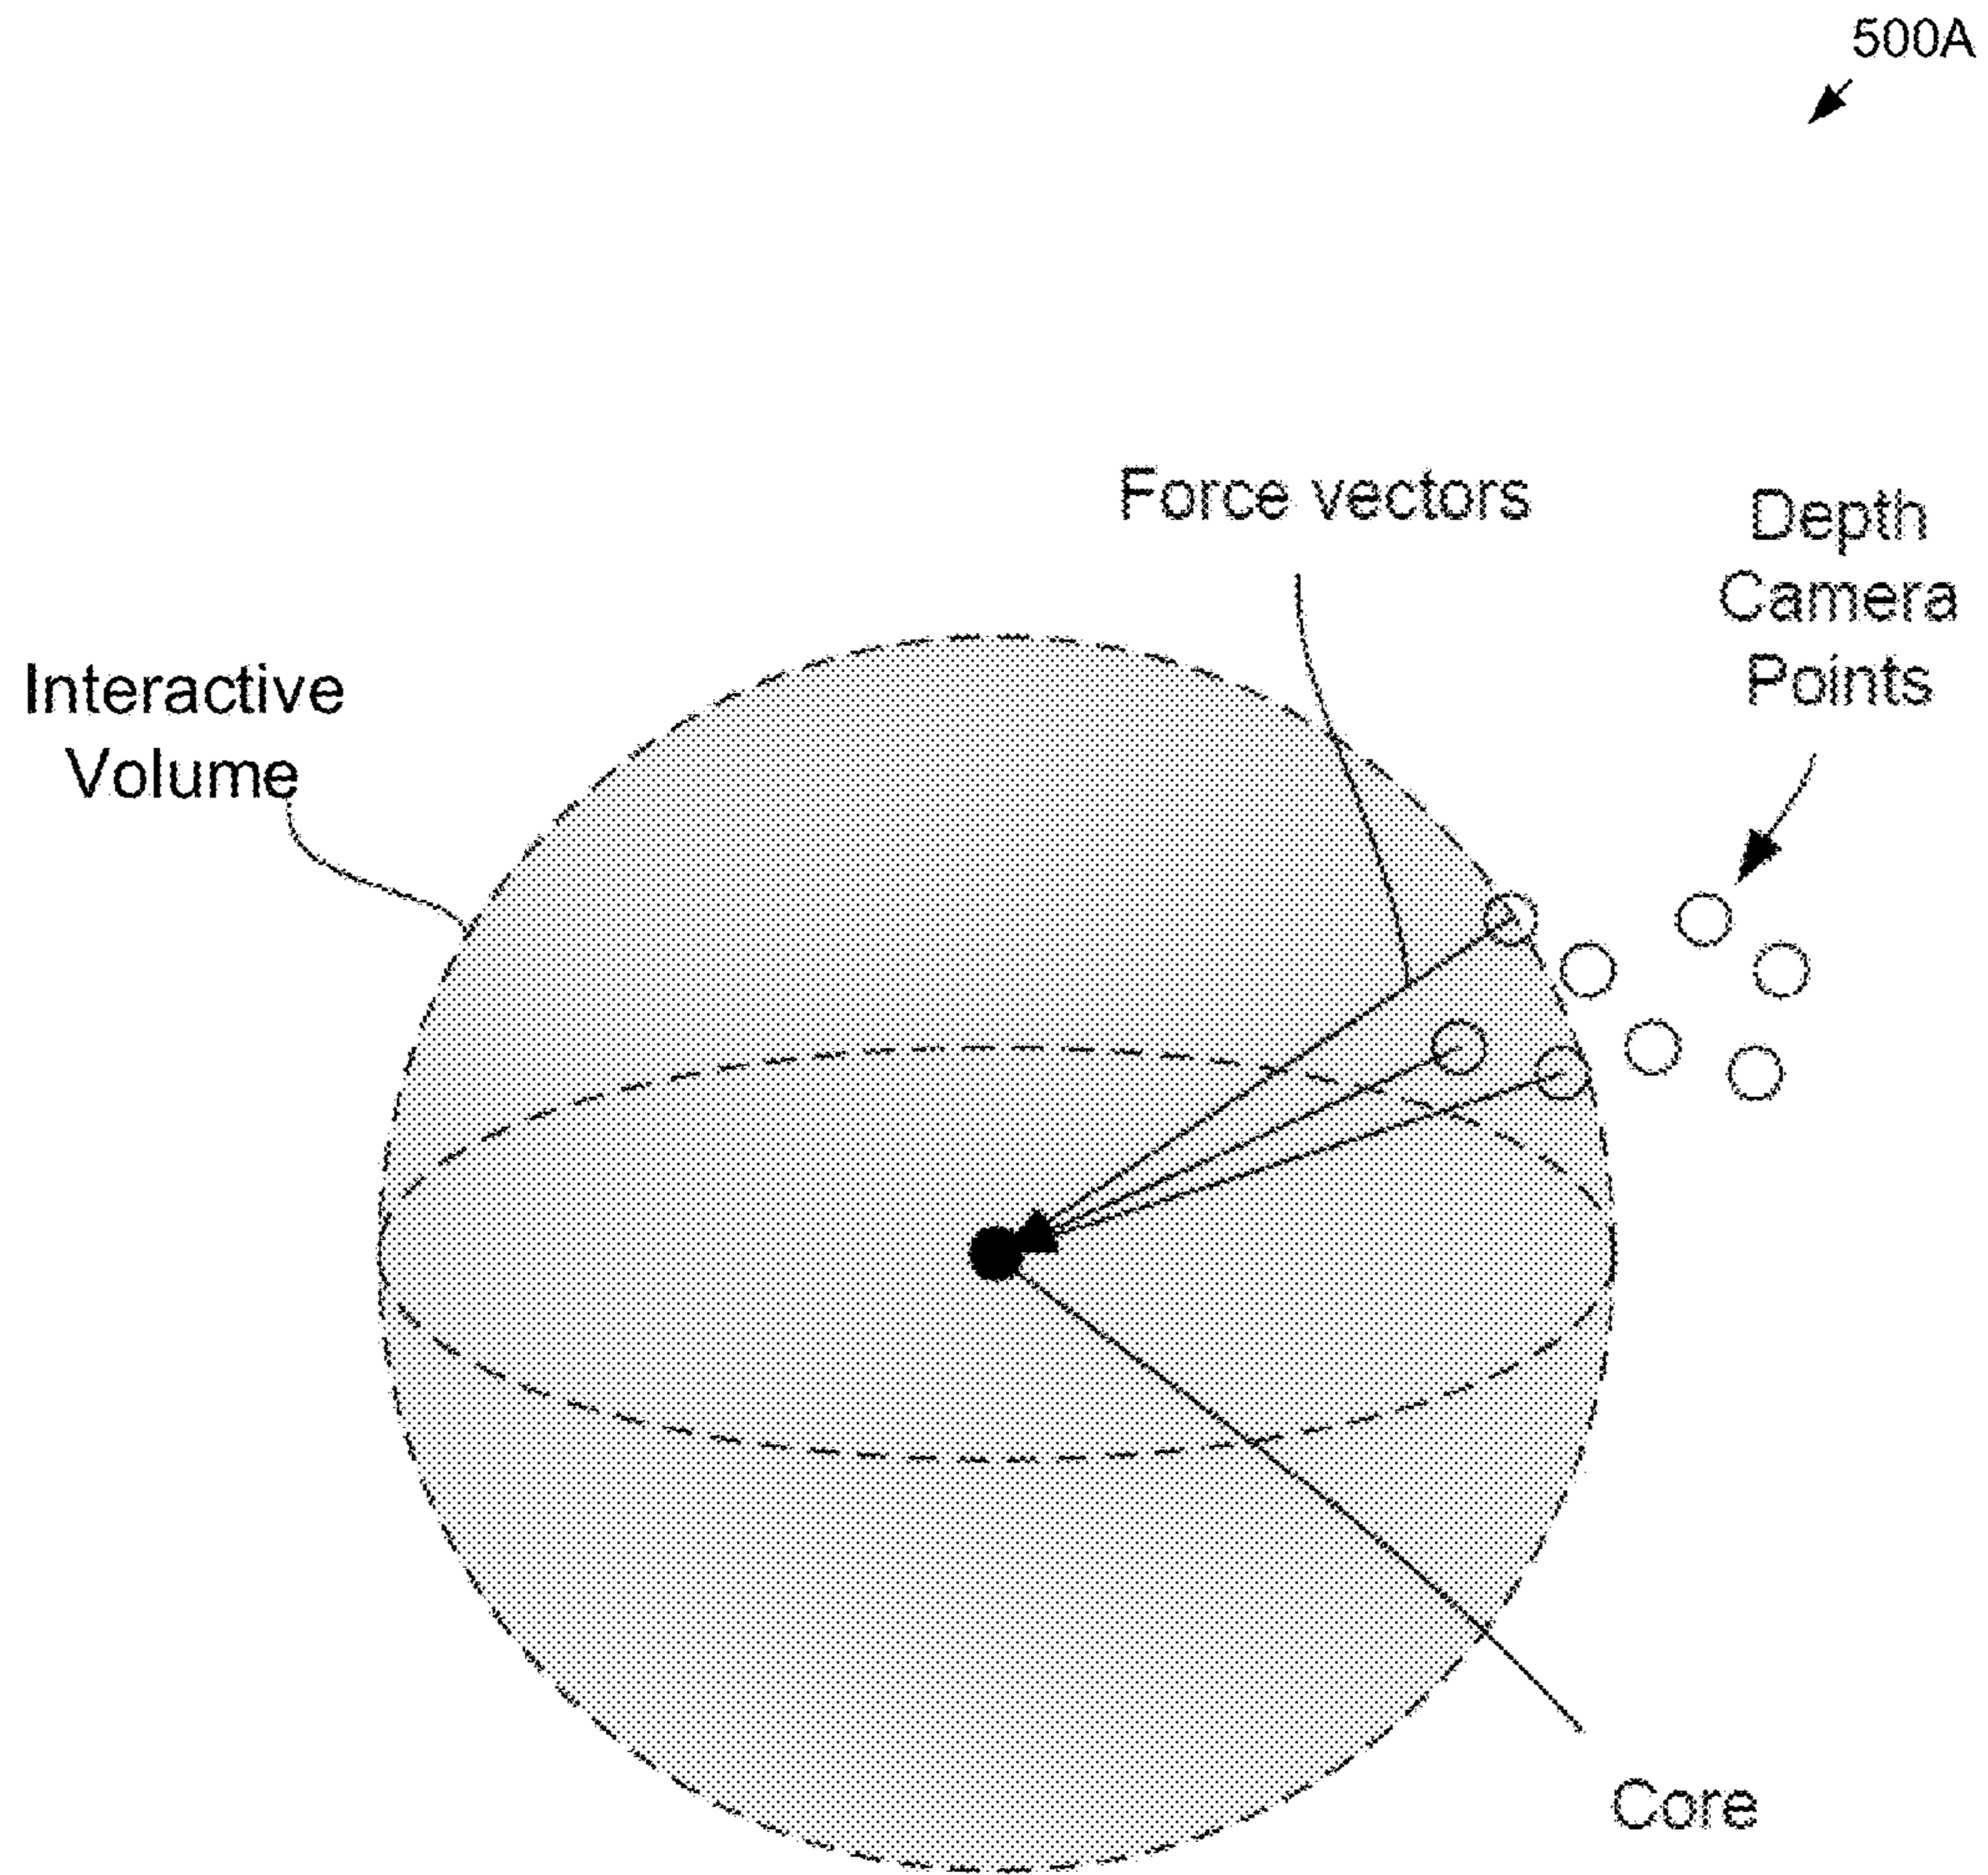 500A
Force vectors
Depth
Camera
Points
Interactive
Volume
Core